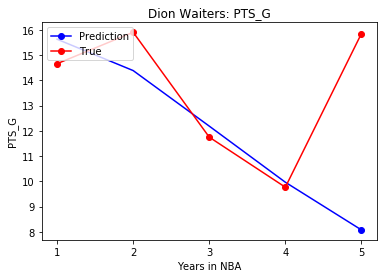 Dion Waiters: PTS_G
Prediction
True
PTS_G
16
15
14
13
12
11
10
9
8
1 2 3 4 5
Years in NBA